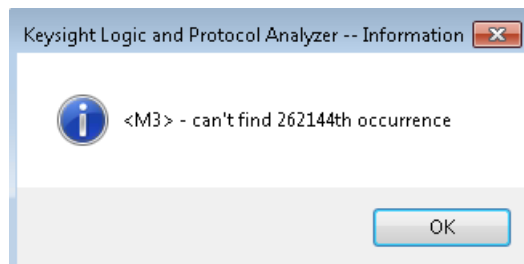 Keysight Logic and Protocol Analyzer -- Information
<M3> - can't find 262144th occurrence
OK